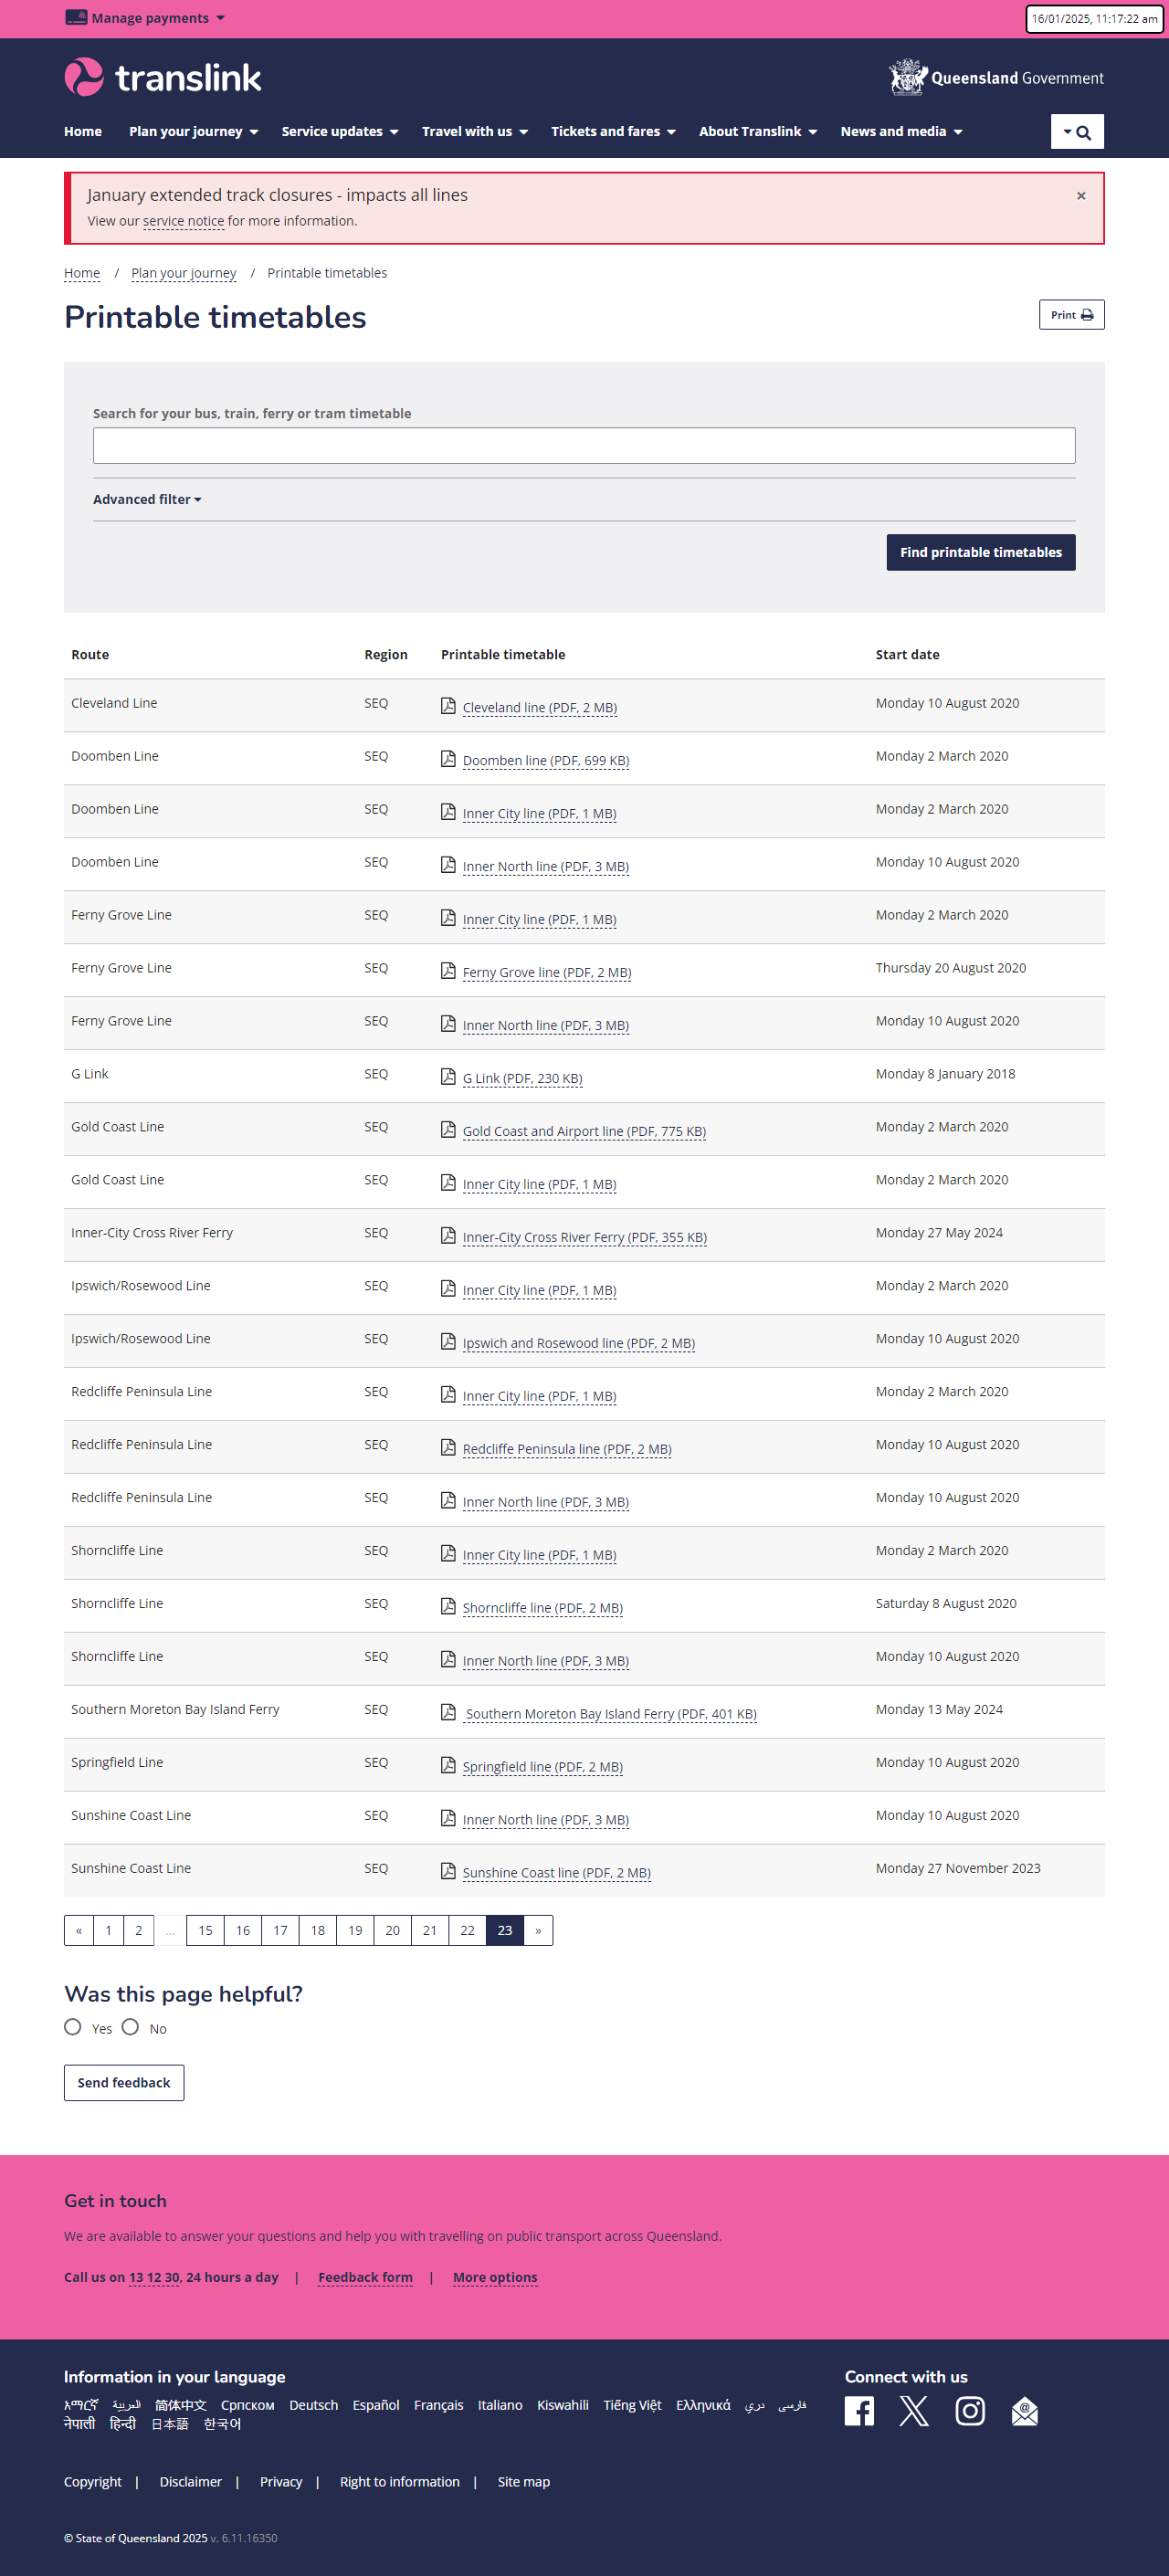 Manage payments
16/01/2025, 11:17:22 am
translink
Queensland Government
Home Plan your journey Service updates Travel with us Tickets and fares About Translink News and media
January extended track closures - impacts all lines ×
View our service notice for more information.
Home / Plan your journey / Printable timetables
Printable timetables
Print
Search for your bus, train, ferry or tram timetable
Advanced filter
Find printable timetables
Route Region Printable timetable Start date
Cleveland Line SEQ Cleveland line (PDF, 2 MB) Monday 10 August 2020
Doomben Line SEQ Doomben line (PDF, 699 KB) Monday 2 March 2020
Doomben Line SEQ Inner City line (PDF, 1 MB) Monday 2 March 2020
Doomben Line SEQ Inner North line (PDF, 3 MB) Monday 10 August 2020
Ferny Grove Line SEQ Inner City line (PDF, 1 MB) Monday 2 March 2020
Ferny Grove Line SEQ Ferny Grove line (PDF, 2 MB) Thursday 20 August 2020
Ferny Grove Line SEQ Inner North line (PDF, 3 MB) Monday 10 August 2020
G Link SEQ G Link (PDF, 230 KB) Monday 8 January 2018
Gold Coast Line SEQ Gold Coast and Airport line (PDF, 775 KB) Monday 2 March 2020
Gold Coast Line SEQ Inner City line (PDF, 1 MB) Monday 2 March 2020
Inner-City Cross River Ferry SEQ Inner-City Cross River Ferry (PDF, 355 KB) Monday 27 May 2024
Ipswich/Rosewood Line SEQ Inner City line (PDF, 1 MB) Monday 2 March 2020
Ipswich/Rosewood Line SEQ Ipswich and Rosewood line (PDF, 2 MB) Monday 10 August 2020
Redcliffe Peninsula Line SEQ Inner City line (PDF, 1 MB) Monday 2 March 2020
Redcliffe Peninsula Line SEQ Redcliffe Peninsula line (PDF, 2 MB) Monday 10 August 2020
Redcliffe Peninsula Line SEQ Inner North line (PDF, 3 MB) Monday 10 August 2020
Shorncliffe Line SEQ Inner City line (PDF, 1 MB) Monday 2 March 2020
Shorncliffe Line SEQ Shorncliffe line (PDF, 2 MB) Saturday 8 August 2020
Shorncliffe Line SEQ Inner North line (PDF, 3 MB) Monday 10 August 2020
Southern Moreton Bay Island Ferry SEQ Southern Moreton Bay Island Ferry (PDF, 401 KB) Monday 13 May 2024
Springfield Line SEQ Springfield line (PDF, 2 MB) Monday 10 August 2020
Sunshine Coast Line SEQ Inner North line (PDF, 3 MB) Monday 10 August 2020
Sunshine Coast Line SEQ Sunshine Coast line (PDF, 2 MB) Monday 27 November 2023
« 1 2 ... 15 16 17 18 19 20 21 22 23 »
Was this page helpful?
Yes No
Send feedback
Get in touch
We are available to answer your questions and help you with travelling on public transport across Queensland.
Call us on 13 12 30, 24 hours a day | Feedback form | More options
Information in your language Connect with us
አማርኛ العربية 简体中文 Српском Deutsch Español Français Italiano Kiswahili Tiếng Việt Ελληνικά دری فارسی
नेपाली हिन्दी 日本語 한국어
Copyright | Disclaimer | Privacy | Right to information | Site map
© State of Queensland 2025 v. 6.11.16350